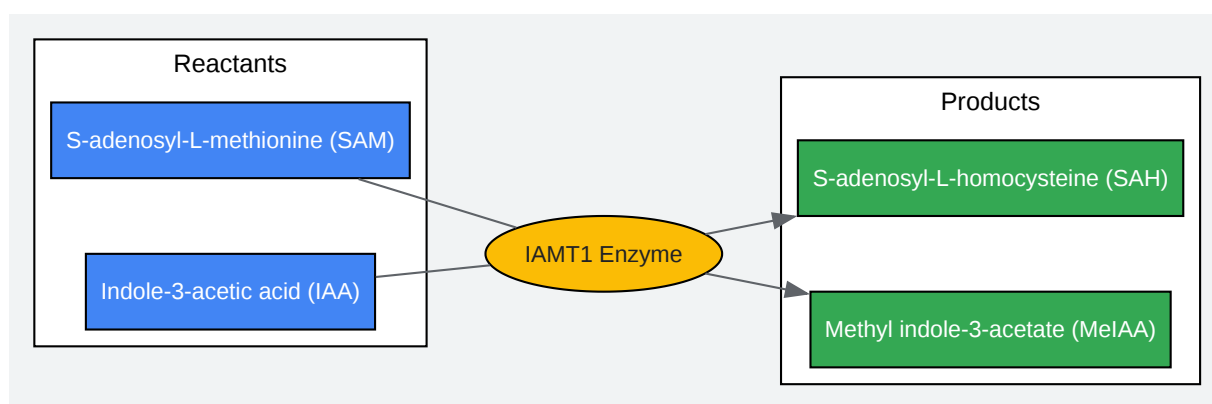 Reactants
S-adenosyl-L-methionine (SAM)
Indole-3-acetic acid (IAA)
IAMT1 Enzyme
Products
S-adenosyl-L-homocysteine (SAH)
Methyl indole-3-acetate (MeIAA)